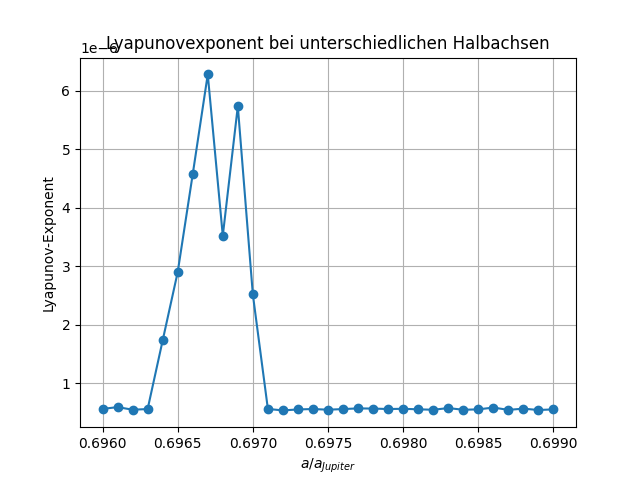 Lyapunovexponent bei unterschiedlichen Halbachsen
1e−6
6
5
4
3
2
1
Lyapunov-Exponent
0.6960 0.6965 0.6970 0.6975 0.6980 0.6985 0.6990
a/a_Jupiter